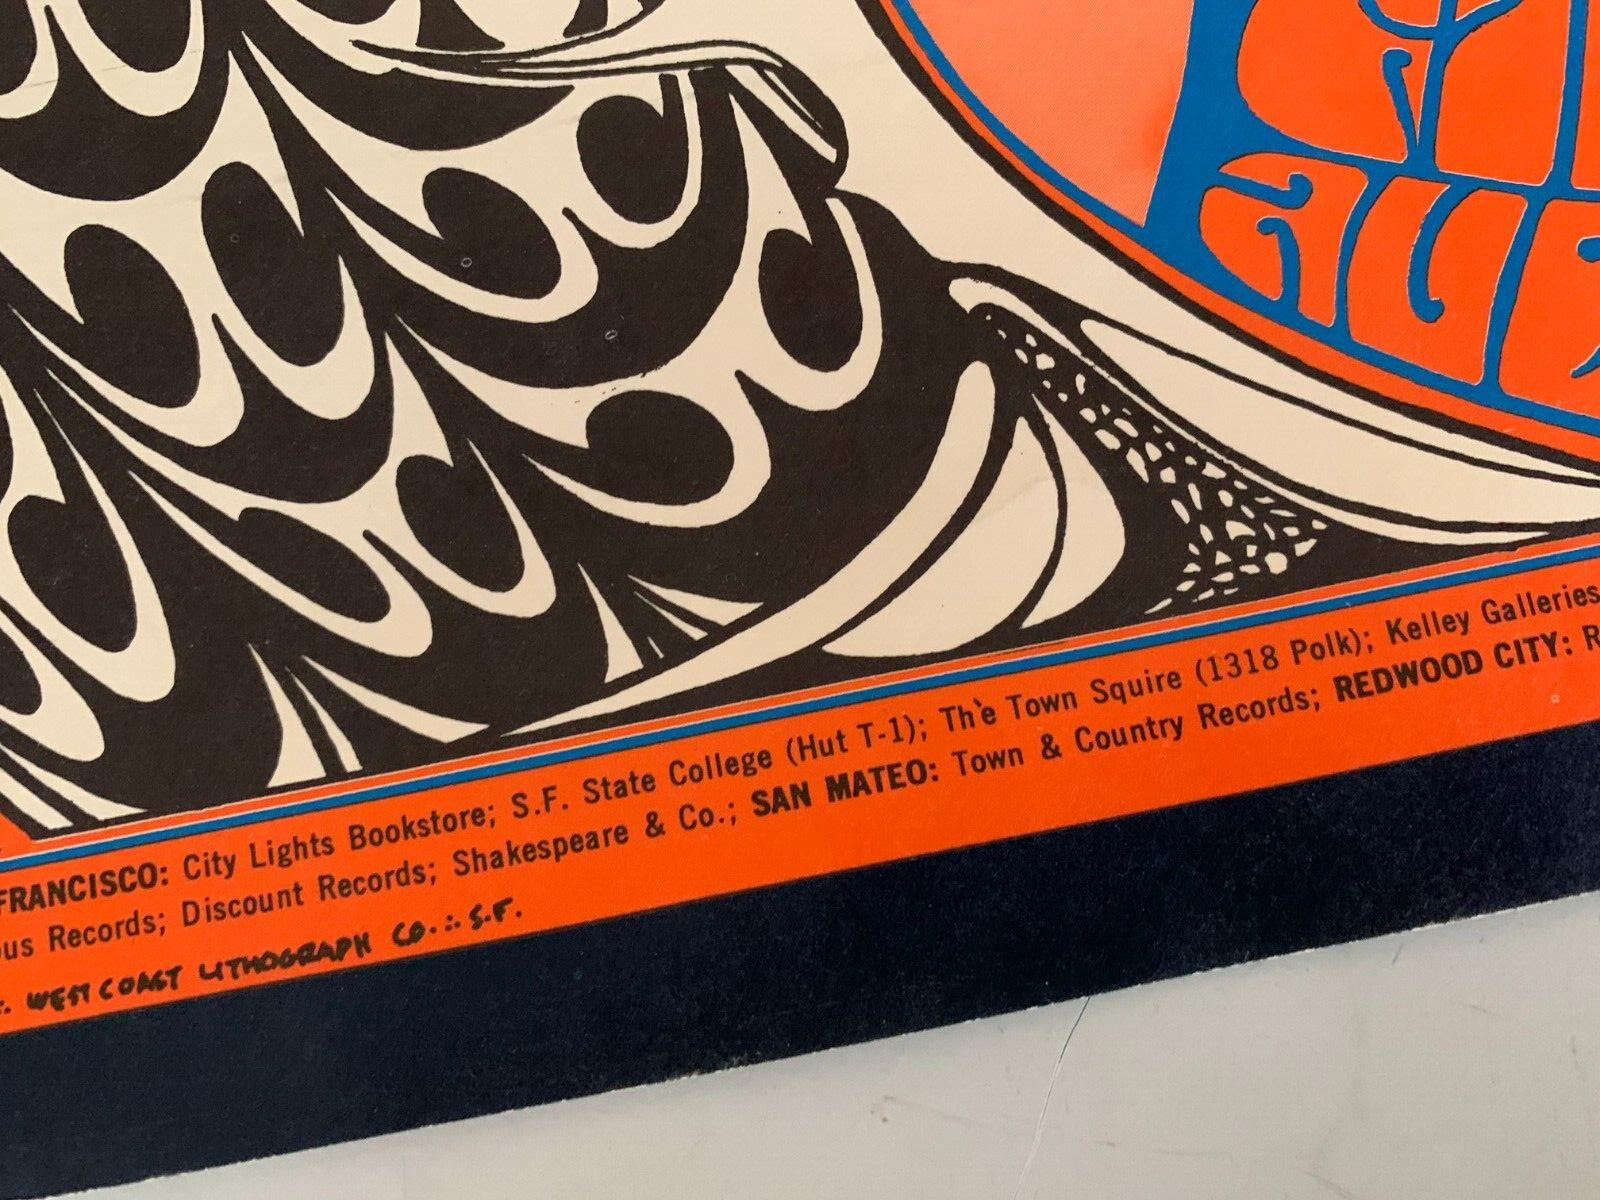 FRANCISCO: City Lights Bookstore; S.F. State College (Hut T-1); The Town Squire (1318 Polk); Kelley Galleries
Records; Discount Records; Shakespeare & Co.; SAN MATEO: Town & Country Records; REDWOOD CITY:
WEST COAST LITHOGRAPH CO. :. S.F.